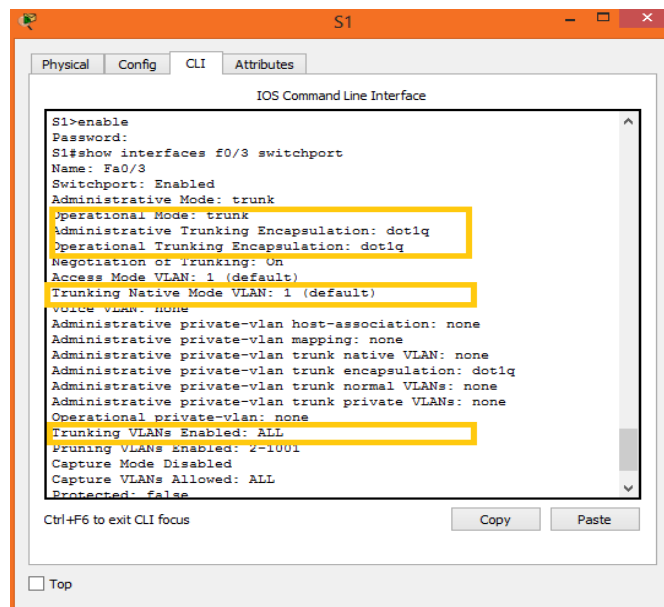 S1
Physical Config CLI Attributes
IOS Command Line Interface
S1>enable
Password:
S1#show interfaces f0/3 switchport
Name: Fa0/3
Switchport: Enabled
Administrative Mode: trunk
Operational Mode: trunk
Administrative Trunking Encapsulation: dot1q
Operational Trunking Encapsulation: dot1q
Negotiation of Trunking: On
Access Mode VLAN: 1 (default)
Trunking Native Mode VLAN: 1 (default)
Voice VLAN: none
Administrative private-vlan host-association: none
Administrative private-vlan mapping: none
Administrative private-vlan trunk native VLAN: none
Administrative private-vlan trunk encapsulation: dot1q
Administrative private-vlan trunk normal VLANs: none
Administrative private-vlan trunk private VLANs: none
Operational private-vlan: none
Trunking VLANs Enabled: ALL
Pruning VLANs Enabled: 2-1001
Capture Mode Disabled
Capture VLANs Allowed: ALL
Protected: false
Ctrl+F6 to exit CLI focus
Copy Paste
Top